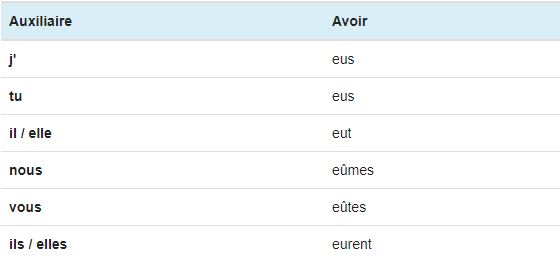 Auxiliaire Avoir
j' eus
tu eus
il / elle eut
nous eûmes
vous eûtes
ils / elles eurent